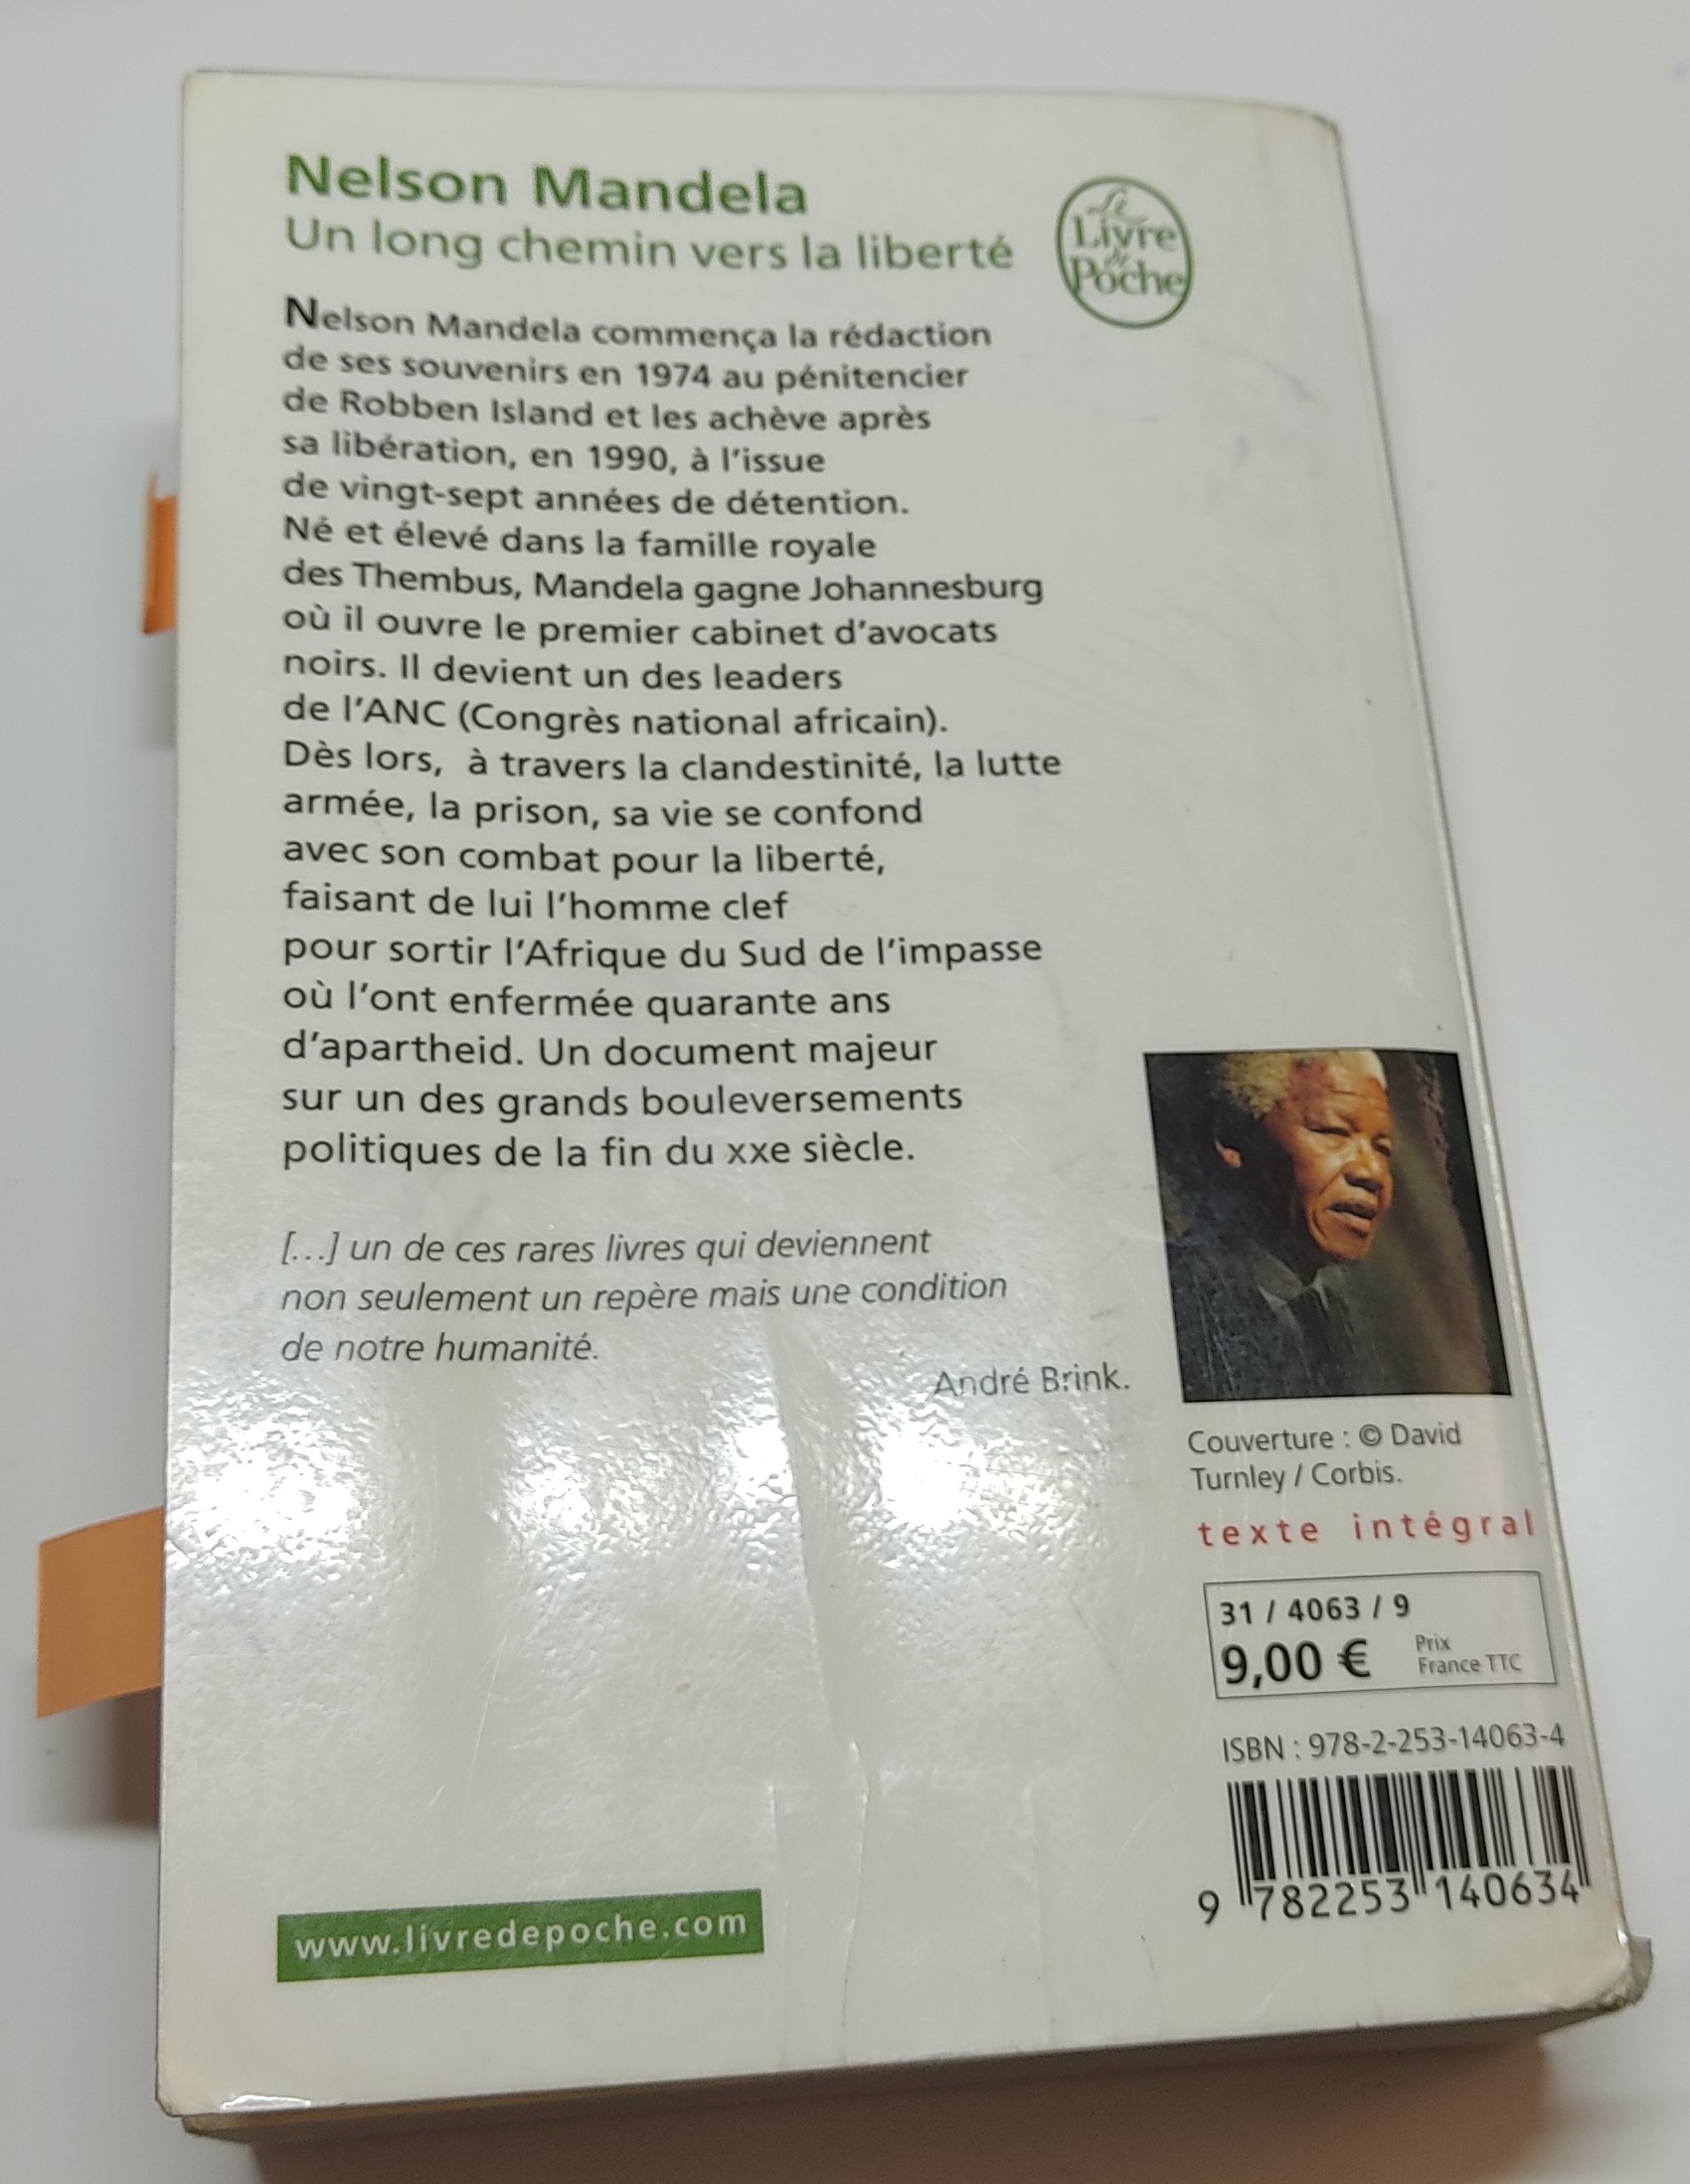 Nelson Mandela
Un long chemin vers la liberté
Le
Livre
de
Poche
Nelson Mandela commença la rédaction
de ses souvenirs en 1974 au pénitencier
de Robben Island et les achève après
sa libération, en 1990, à l'issue
de vingt-sept années de détention.
Né et élevé dans la famille royale
des Thembus, Mandela gagne Johannesburg
où il ouvre le premier cabinet d'avocats
noirs. Il devient un des leaders
de l'ANC (Congrès national africain).
Dès lors, à travers la clandestinité, la lutte
armée, la prison, sa vie se confond
avec son combat pour la liberté,
faisant de lui l'homme clef
pour sortir l'Afrique du Sud de l'impasse
où l'ont enfermée quarante ans
d'apartheid. Un document majeur
sur un des grands bouleversements
politiques de la fin du xxe siècle.
[...] un de ces rares livres qui deviennent
non seulement un repère mais une condition
de notre humanité.
André Brink.
Couverture : © David
Turnley / Corbis.
texte intégral
31 / 4063 / 9
9,00 € Prix
France TTC
ISBN : 978-2-253-14063-4
9 782253 140634
www.livredepoche.com